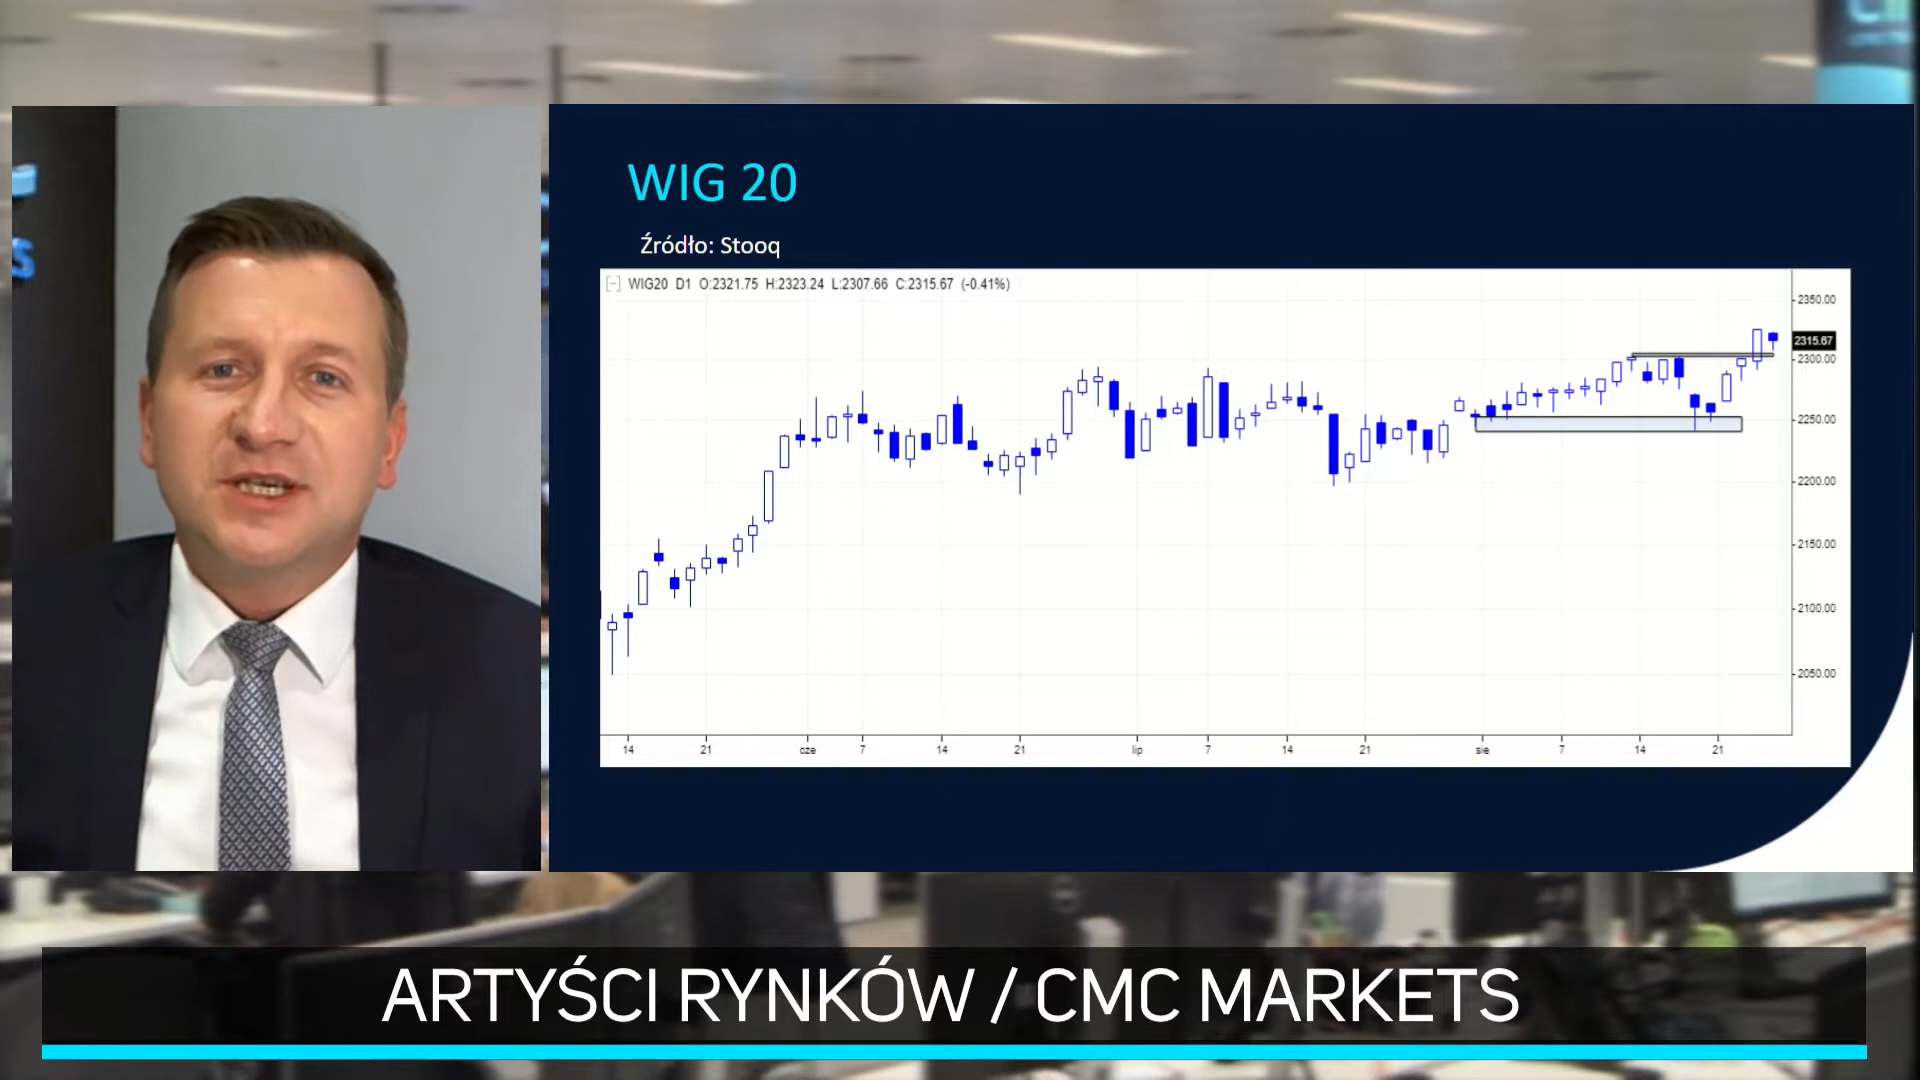 WIG 20
Źródło: Stooq
WIG20 D1 O:2321.75 H:2323.24 L:2307.66 C:2315.67 (-0.41%)
2350.00
2315.67
2300.00
2250.00
2200.00
2150.00
2100.00
2050.00
14 21 cze 7 14 21 lip 7 14 21 sie 7 14 21
ARTYŚCI RYNKÓW / CMC MARKETS